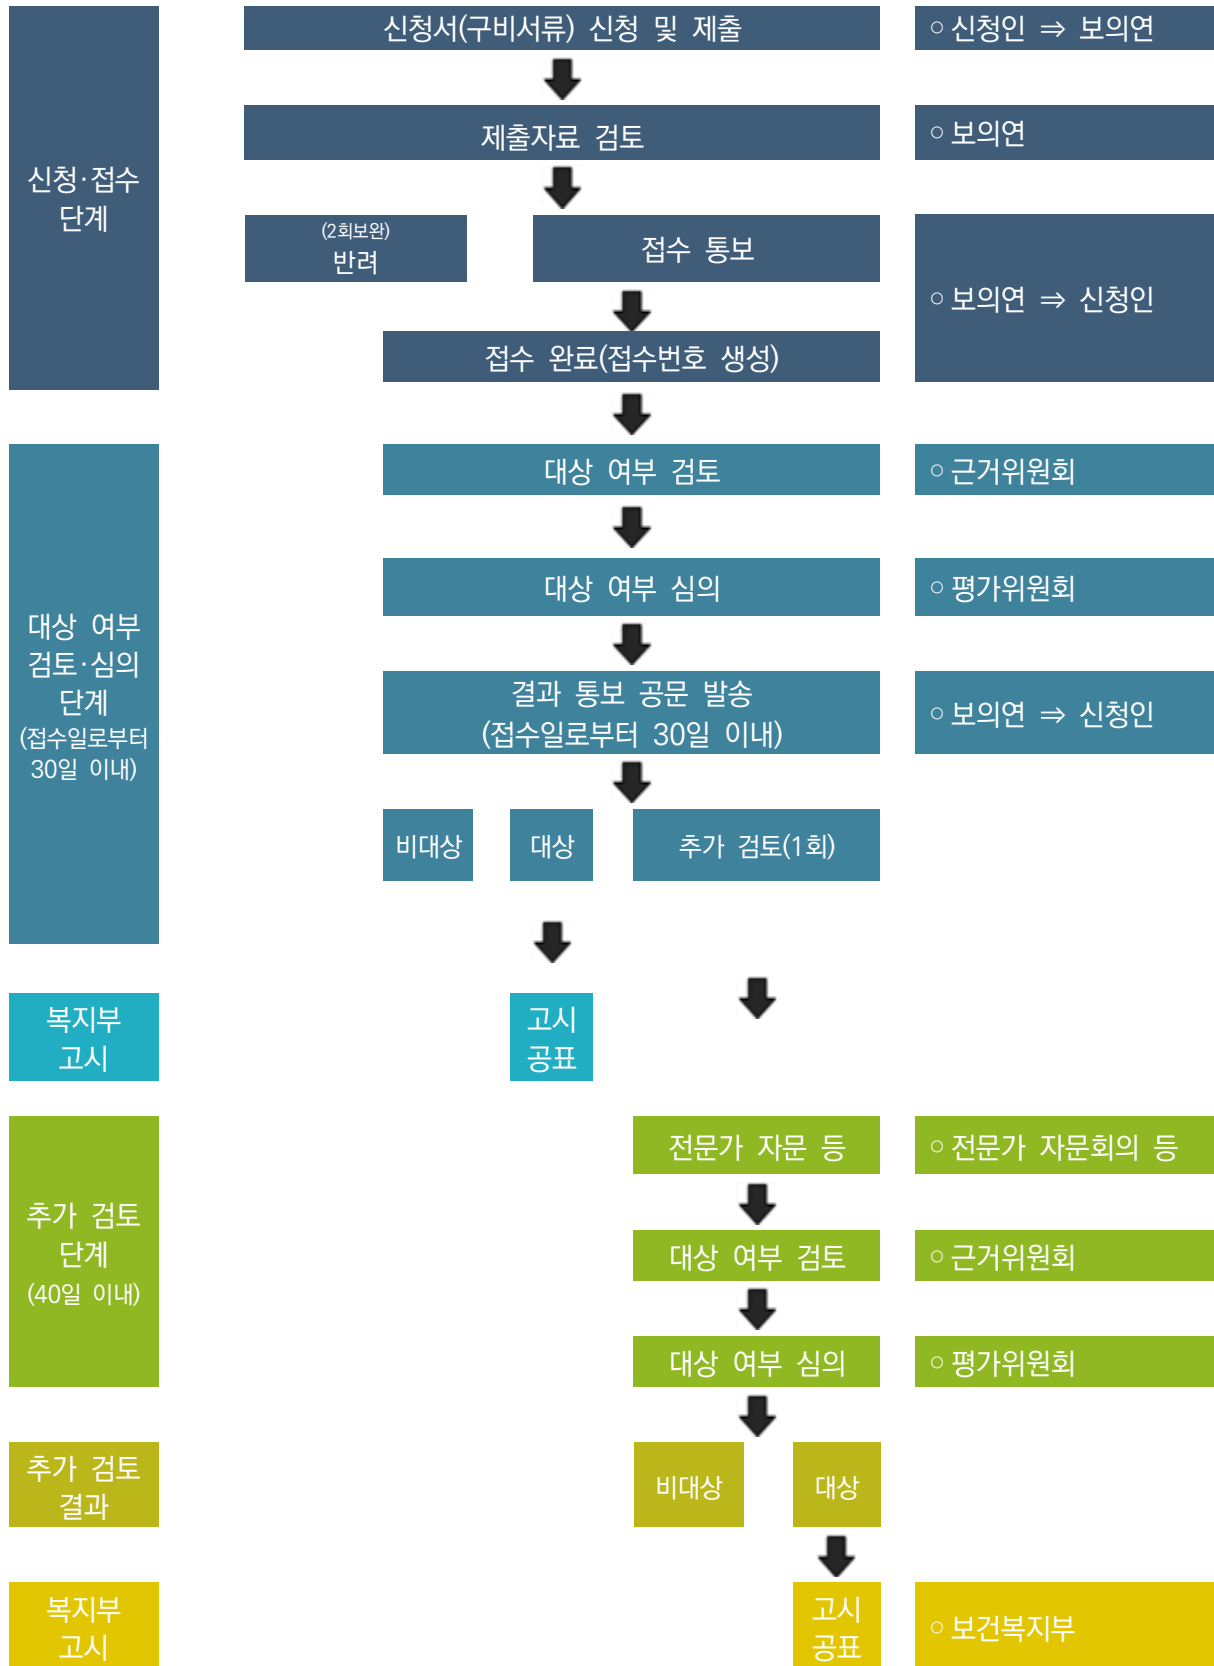 신청·접수
단계
신청서(구비서류) 신청 및 제출
○ 신청인 ⇒ 보의연
제출자료 검토
○ 보의연
(2회보완)
반려
접수 통보
○ 보의연 ⇒ 신청인
접수 완료(접수번호 생성)
대상 여부
검토·심의
단계
(접수일로부터
30일 이내)
대상 여부 검토
○ 근거위원회
대상 여부 심의
○ 평가위원회
결과 통보 공문 발송
(접수일로부터 30일 이내)
○ 보의연 ⇒ 신청인
비대상
대상
추가 검토(1회)
복지부
고시
고시
공표
추가 검토
단계
(40일 이내)
전문가 자문 등
○ 전문가 자문회의 등
대상 여부 검토
○ 근거위원회
대상 여부 심의
○ 평가위원회
추가 검토
결과
비대상
대상
복지부
고시
고시
공표
○ 보건복지부